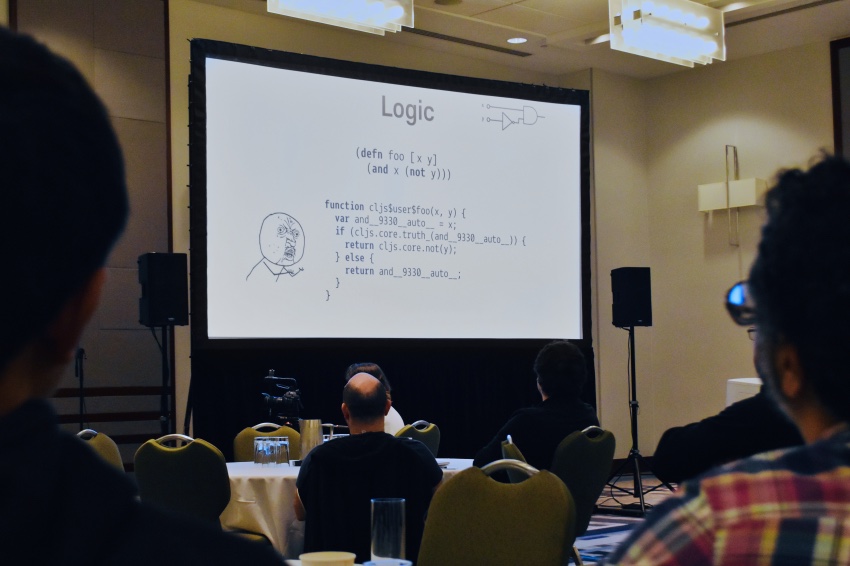 Logic
(defn foo [x y]
(and x (not y)))
function cljs$user$foo(x, y) {
var and__9330__auto__ = x;
if (cljs.core.truth_(and__9330__auto__)) {
return cljs.core.not(y);
} else {
return and__9330__auto__;
}
}